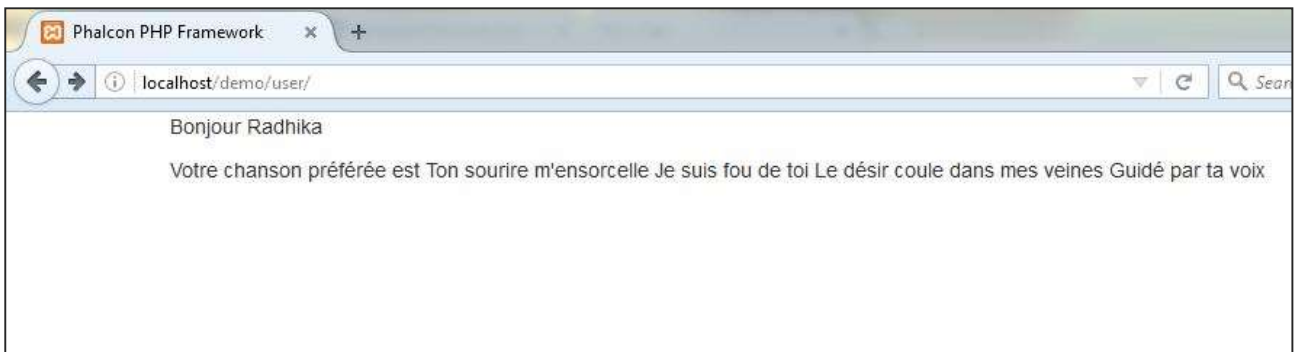 Phalcon PHP Framework
localhost/demo/user/
Sear
Bonjour Radhika
Votre chanson préférée est Ton sourire m'ensorcelle Je suis fou de toi Le désir coule dans mes veines Guidé par ta voix